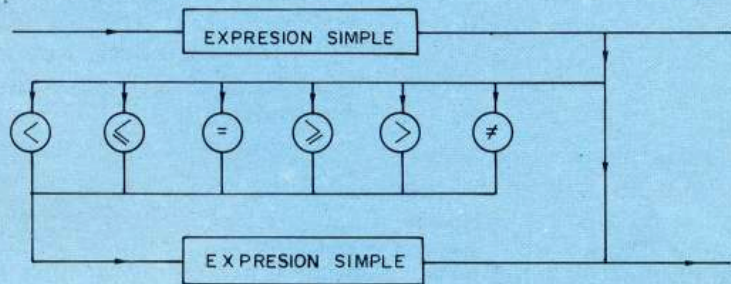 EXPRESION SIMPLE
< ⩽ = ⩾ > ≠
EXPRESION SIMPLE